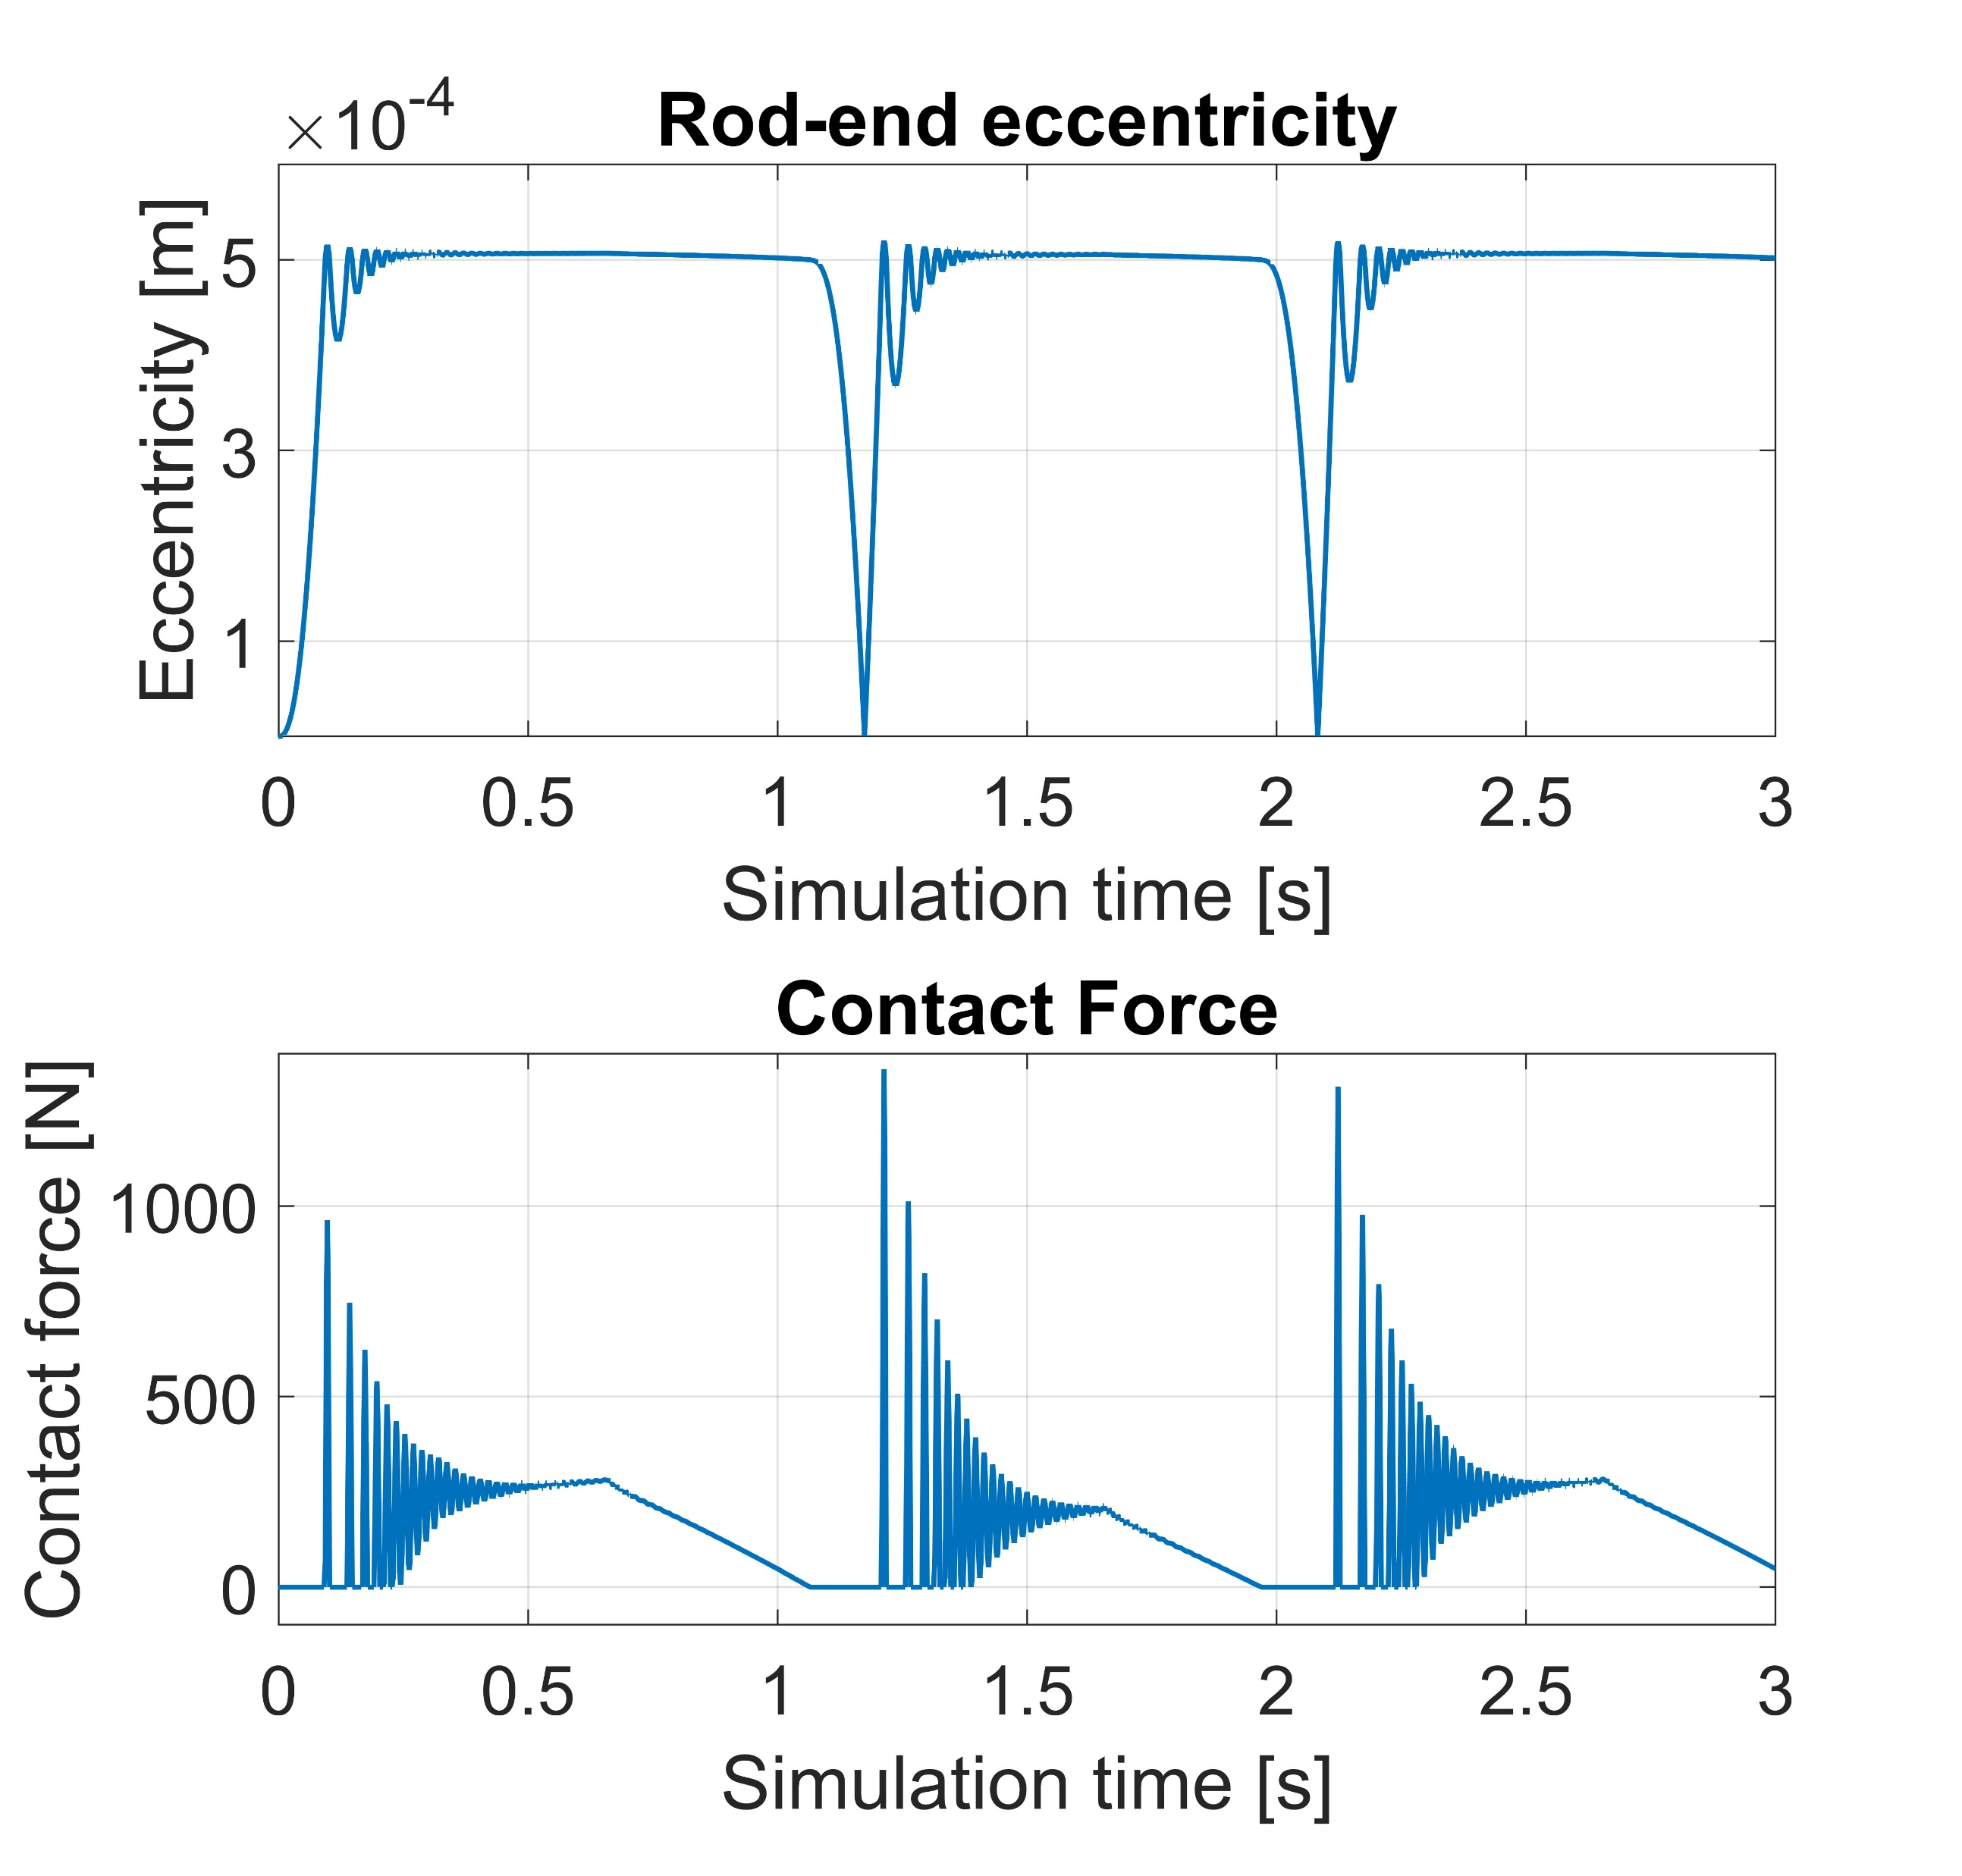 ×10-4
Rod-end eccentricity
Eccentricity [m]
5
3
1
0 0.5 1 1.5 2 2.5 3
Simulation time [s]
Contact Force
Contact force [N]
1000
500
0
0 0.5 1 1.5 2 2.5 3
Simulation time [s]